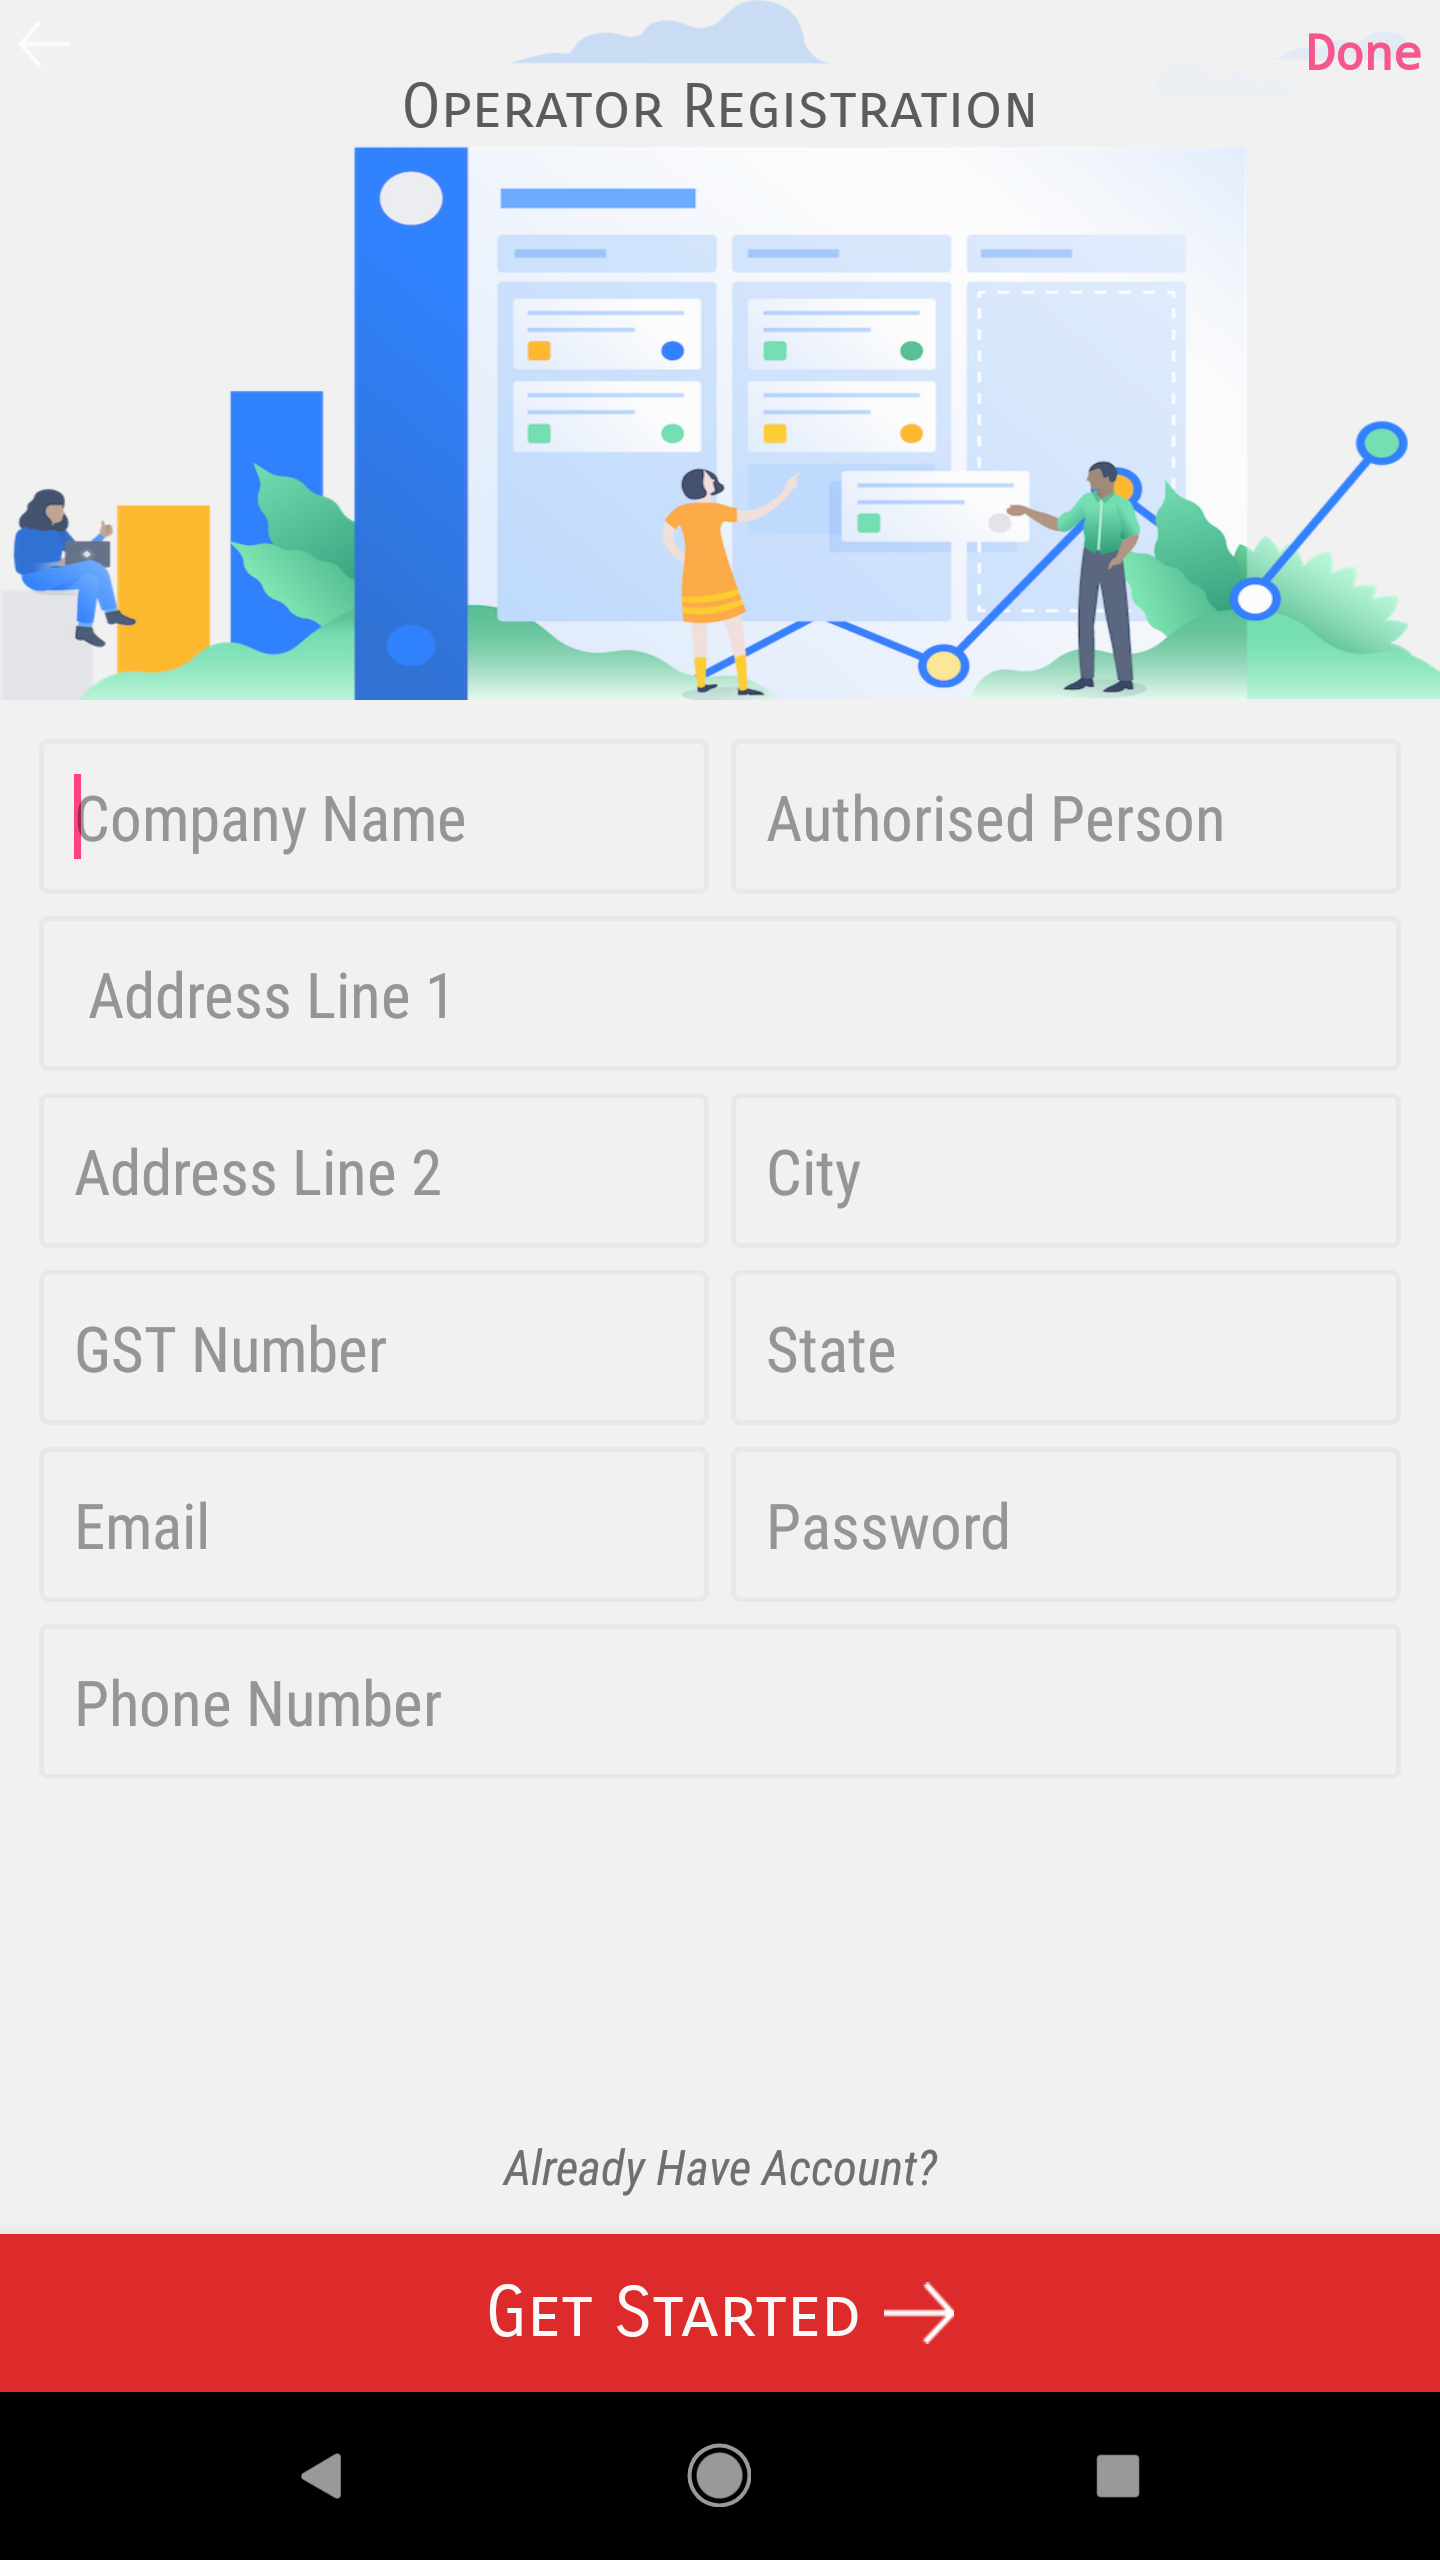 Done
Operator Registration
Company Name
Authorised Person
Address Line 1
Address Line 2
City
GST Number
State
Email
Password
Phone Number
Already Have Account?
Get Started